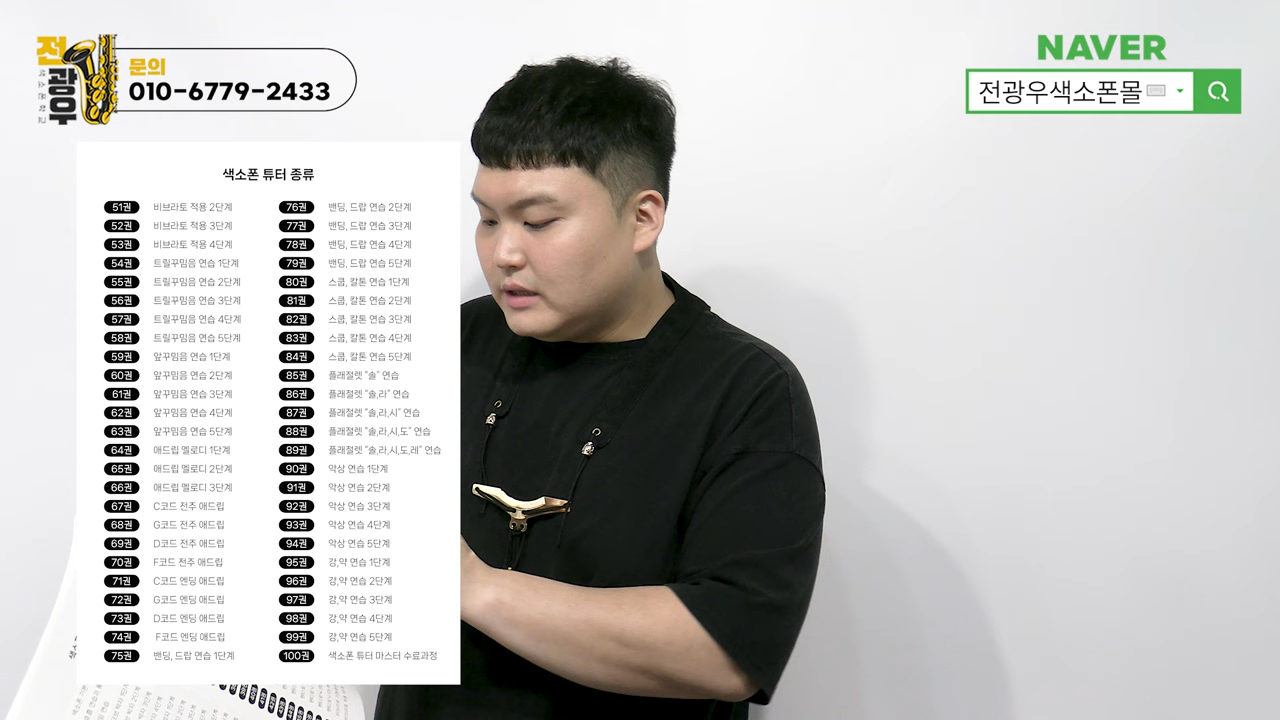 전광우
색소폰학교
문의
010-6779-2433
NAVER
전광우색소폰몰
색소폰 튜터 종류
51권 비브라토 적용 2단계
52권 비브라토 적용 3단계
53권 비브라토 적용 4단계
54권 트릴꾸밈음 연습 1단계
55권 트릴꾸밈음 연습 2단계
56권 트릴꾸밈음 연습 3단계
57권 트릴꾸밈음 연습 4단계
58권 트릴꾸밈음 연습 5단계
59권 앞꾸밈음 연습 1단계
60권 앞꾸밈음 연습 2단계
61권 앞꾸밈음 연습 3단계
62권 앞꾸밈음 연습 4단계
63권 앞꾸밈음 연습 5단계
64권 애드립 멜로디 1단계
65권 애드립 멜로디 2단계
66권 애드립 멜로디 3단계
67권 C코드 전주 애드립
68권 G코드 전주 애드립
69권 D코드 전주 애드립
70권 F코드 전주 애드립
71권 C코드 엔딩 애드립
72권 G코드 엔딩 애드립
73권 D코드 엔딩 애드립
74권 F코드 엔딩 애드립
75권 밴딩, 드랍 연습 1단계
76권 밴딩, 드랍 연습 2단계
77권 밴딩, 드랍 연습 3단계
78권 밴딩, 드랍 연습 4단계
79권 밴딩, 드랍 연습 5단계
80권 스쿱, 칼톤 연습 1단계
81권 스쿱, 칼톤 연습 2단계
82권 스쿱, 칼톤 연습 3단계
83권 스쿱, 칼톤 연습 4단계
84권 스쿱, 칼톤 연습 5단계
85권 플래절렛 “솔” 연습
86권 플래절렛 “솔,라” 연습
87권 플래절렛 “솔,라,시” 연습
88권 플래절렛 “솔,라,시,도” 연습
89권 플래절렛 “솔,라,시,도,레” 연습
90권 악상 연습 1단계
91권 악상 연습 2단계
92권 악상 연습 3단계
93권 악상 연습 4단계
94권 악상 연습 5단계
95권 강,약 연습 1단계
96권 강,약 연습 2단계
97권 강,약 연습 3단계
98권 강,약 연습 4단계
99권 강,약 연습 5단계
100권 색소폰 튜터 마스터 수료과정